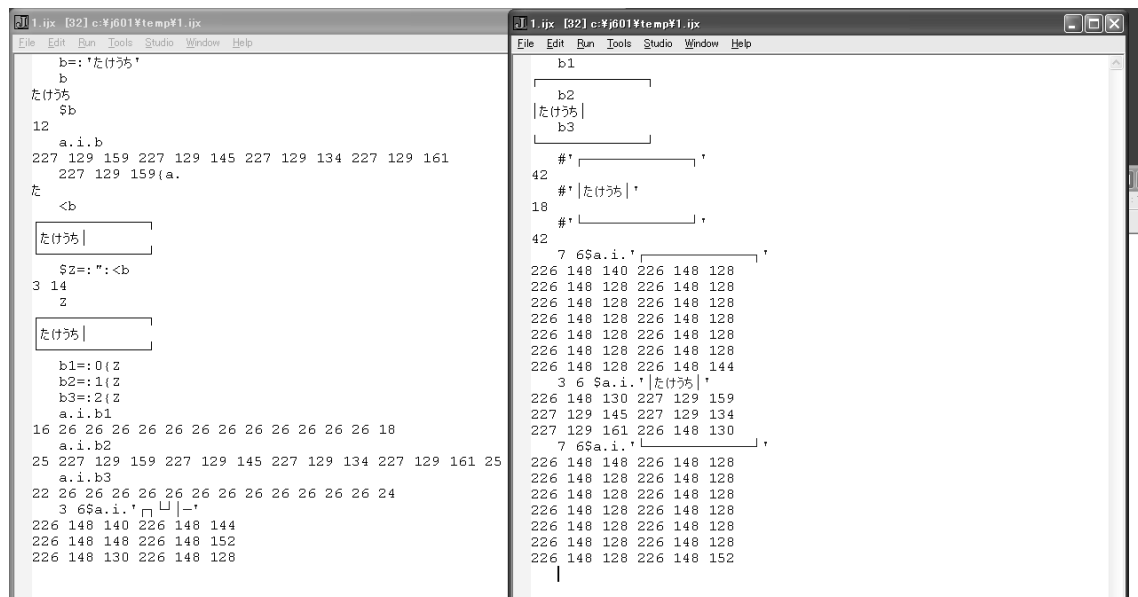 1.ijx [32] c:¥j601¥temp¥1.ijx
File Edit Run Tools Studio Window Help
b=:'たけうち'
b
たけうち
$b
12
a.i.b
227 129 159 227 129 145 227 129 134 227 129 161
227 129 159{a.
た
<b
┌────────────┐
│たけうち│
└────────────┘
$Z=:":<b
3 14
Z
┌────────────┐
│たけうち│
└────────────┘
b1=:0{Z
b2=:1{Z
b3=:2{Z
a.i.b1
16 26 26 26 26 26 26 26 26 26 26 26 26 18
a.i.b2
25 227 129 159 227 129 145 227 129 134 227 129 161 25
a.i.b3
22 26 26 26 26 26 26 26 26 26 26 26 26 24
3 6$a.i.'┌┐└┘│─'
226 148 140 226 148 144
226 148 148 226 148 152
226 148 130 226 148 128
1.ijx [32] c:¥j601¥temp¥1.ijx
File Edit Run Tools Studio Window Help
b1
┌────────────┐
b2
│たけうち│
b3
└────────────┘
#'┌────────────┐'
42
#'│たけうち│'
18
#'└────────────┘'
42
7 6$a.i.'┌────────────┐'
226 148 140 226 148 128
226 148 128 226 148 128
226 148 128 226 148 128
226 148 128 226 148 128
226 148 128 226 148 128
226 148 128 226 148 128
226 148 128 226 148 144
3 6 $a.i.'│たけうち│'
226 148 130 227 129 159
227 129 145 227 129 134
227 129 161 226 148 130
7 6$a.i.'└────────────┘'
226 148 148 226 148 128
226 148 128 226 148 128
226 148 128 226 148 128
226 148 128 226 148 128
226 148 128 226 148 128
226 148 128 226 148 128
226 148 128 226 148 152